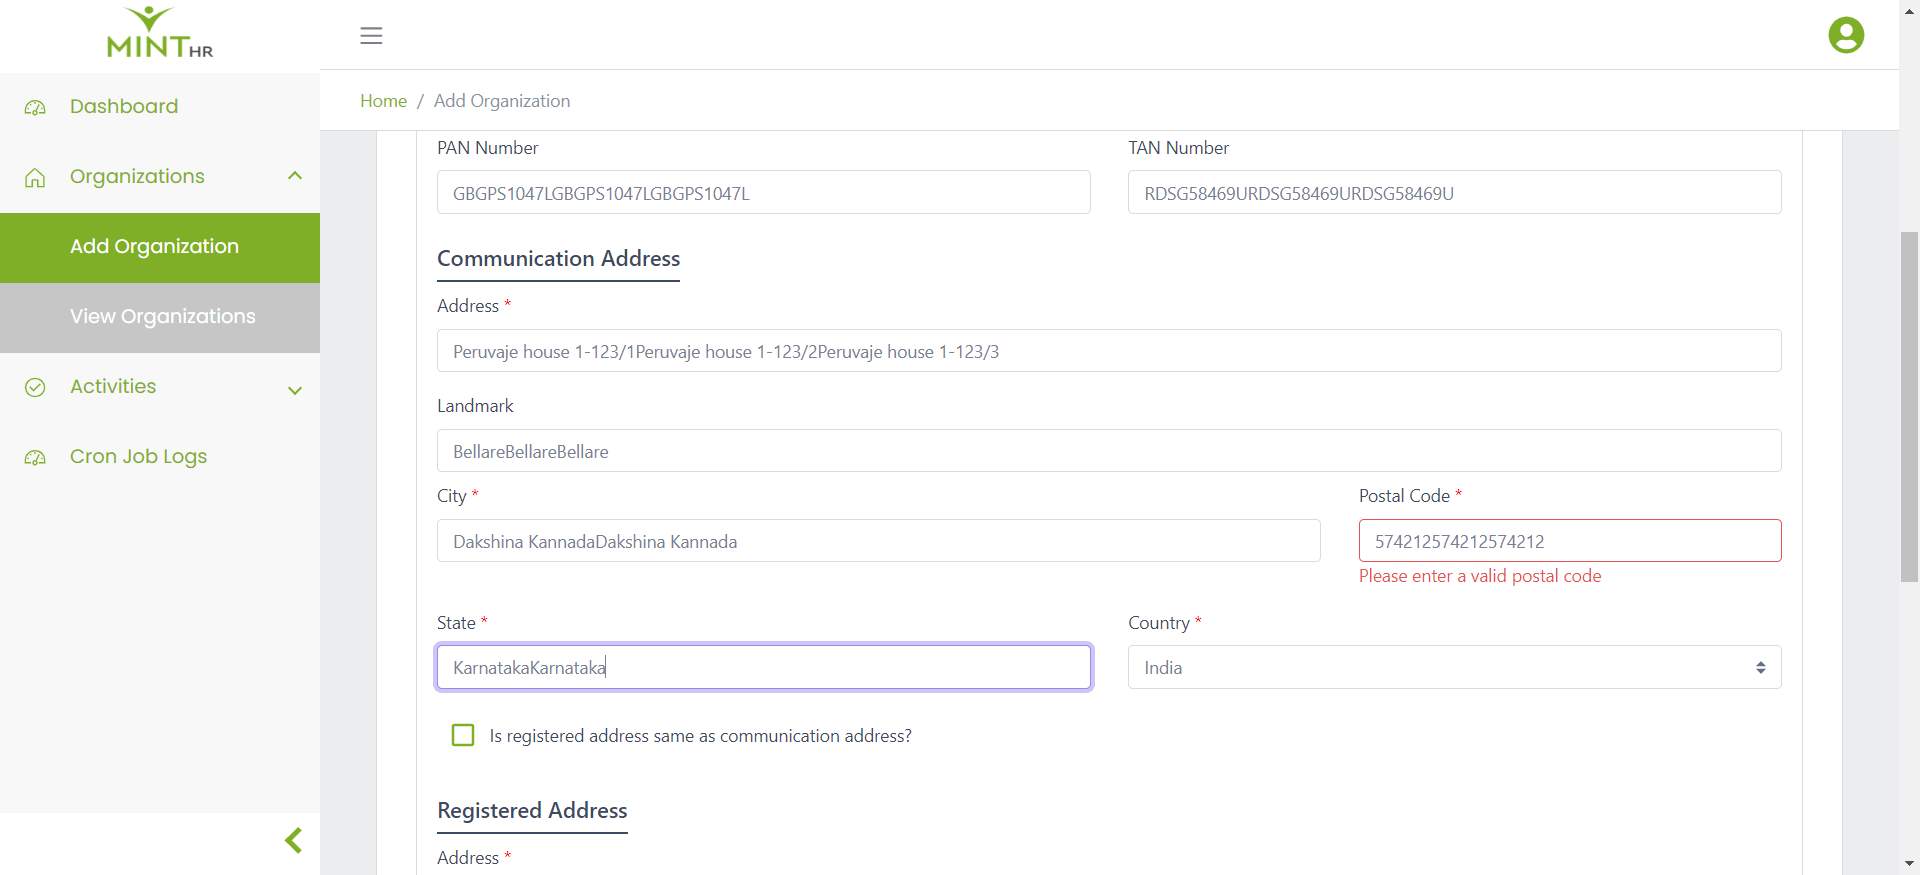 MINT HR
Home / Add Organization
Dashboard
Organizations
Add Organization
View Organizations
Activities
Cron Job Logs
PAN Number
TAN Number
GBGPS1047LGBGPS1047LGBGPS1047L
RDSG58469URDSG58469URDSG58469U
Communication Address
Address *
Peruvaje house 1-123/1Peruvaje house 1-123/2Peruvaje house 1-123/3
Landmark
BellareBellareBellare
City *
Postal Code *
Dakshina KannadaDakshina Kannada
574212574212574212
Please enter a valid postal code
State *
Country *
KarnatakaKarnataka
India
Is registered address same as communication address?
Registered Address
Address *